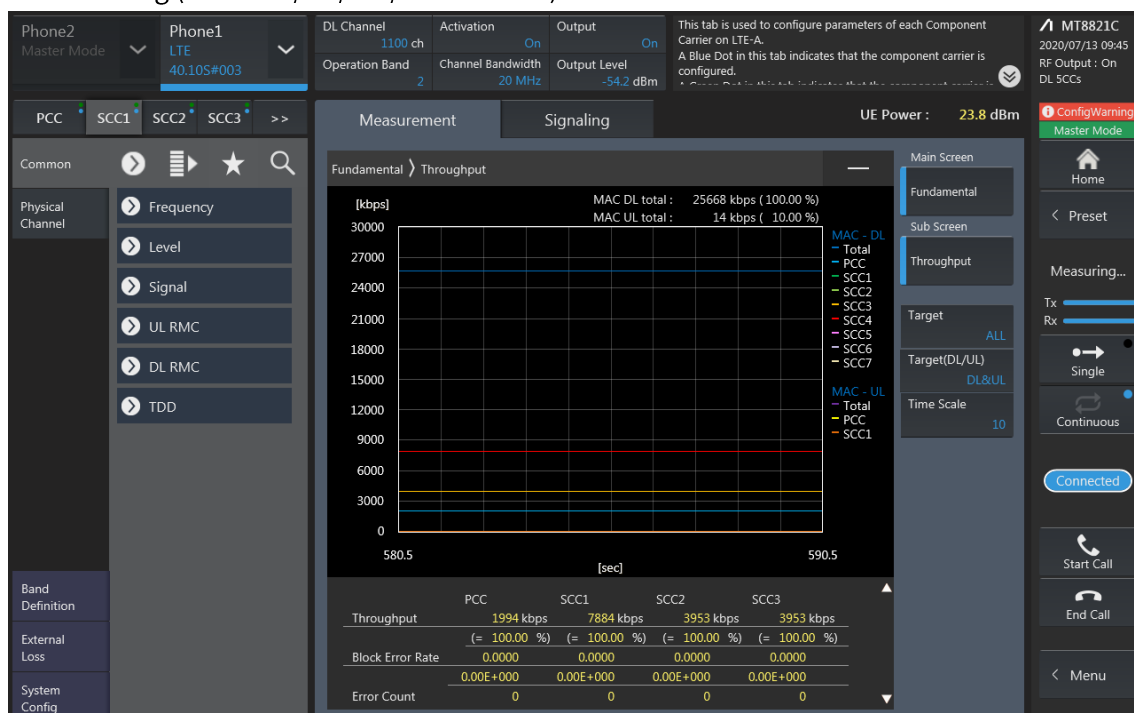 Phone2
Master Mode
Phone1
LTE
40.10S#003
DL Channel
1100 ch
Operation Band
2
Activation
On
Channel Bandwidth
20 MHz
Output
On
Output Level
-54.2 dBm
This tab is used to configure parameters of each Component
Carrier on LTE-A.
A Blue Dot in this tab indicates that the component carrier is
configured.
MT8821C
2020/07/13 09:45
RF Output : On
DL 5CCs
PCC
SCC1
SCC2
SCC3
>>
Measurement
Signaling
UE Power : 23.8 dBm
ConfigWarning
Master Mode
Common
Physical
Channel
Frequency
Level
Signal
UL RMC
DL RMC
TDD
Band
Definition
External
Loss
System
Config
Fundamental ⟩ Throughput
[kbps]
MAC DL total : 25668 kbps ( 100.00 %)
MAC UL total : 14 kbps ( 10.00 %)
30000
27000
24000
21000
18000
15000
12000
9000
6000
3000
0
580.5
590.5
[sec]
MAC - DL
Total
PCC
SCC1
SCC2
SCC3
SCC4
SCC5
SCC6
SCC7
MAC - UL
Total
PCC
SCC1
PCC SCC1 SCC2 SCC3
Throughput 1994 kbps 7884 kbps 3953 kbps 3953 kbps
(= 100.00 %) (= 100.00 %) (= 100.00 %) (= 100.00 %)
Block Error Rate 0.0000 0.0000 0.0000 0.0000
0.00E+000 0.00E+000 0.00E+000 0.00E+000
Error Count 0 0 0 0
Main Screen
Fundamental
Sub Screen
Throughput
Target
ALL
Target(DL/UL)
DL&UL
Time Scale
10
Home
< Preset
Measuring...
Tx
Rx
Single
Continuous
Connected
Start Call
End Call
< Menu